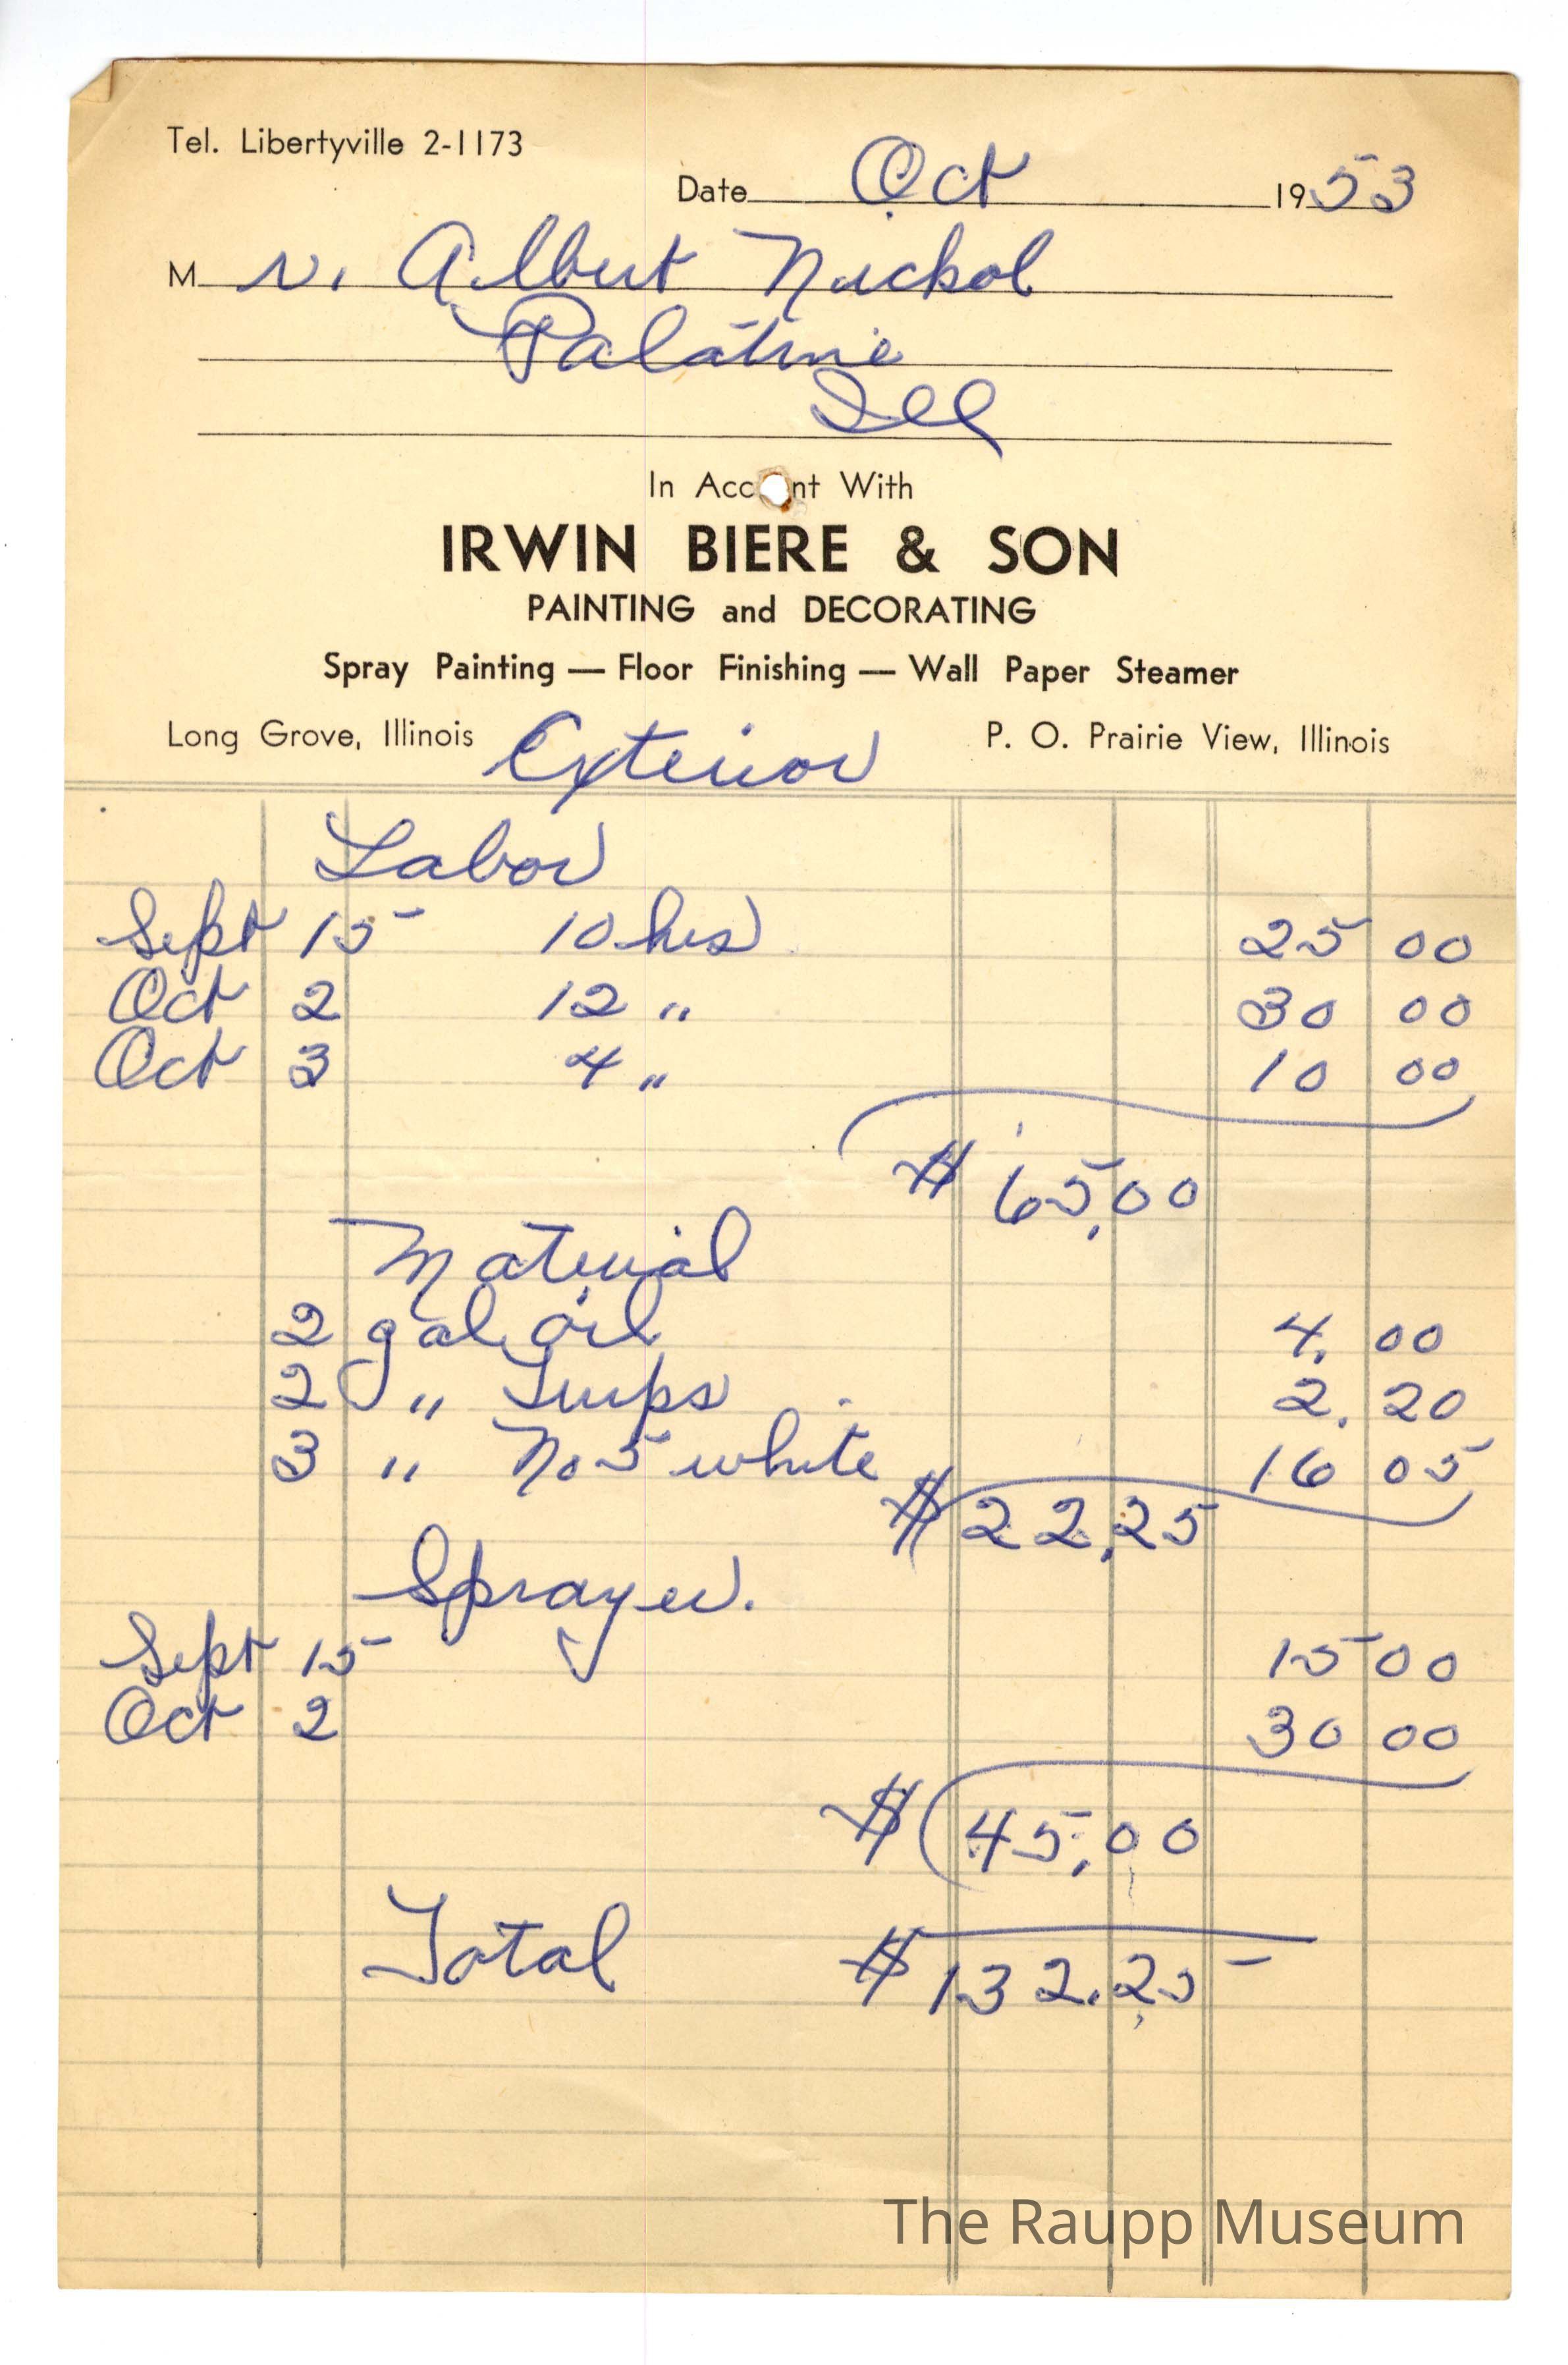 Tel. Libertyville 2-1173
Date Oct 1953
Mr. Albert Nickol
Palatine
Ill
In Acc nt With
IRWIN BIERE & SON
PAINTING and DECORATING
Spray Painting — Floor Finishing — Wall Paper Steamer
Long Grove, Illinois Exterior P. O. Prairie View, Illinois
Labor
Sept 15 10 hrs 25 00
Oct 2 12 " 30 00
Oct 3 4 " 10 00
$ 65.00
Material
2 gal oil 4. 00
2 " Turps 2. 20
3 " No 5 white 16 05
$ 22.25
Sprayer.
Sept 15 15 00
Oct 2 30 00
$ 45.00
Total $ 132.25
The Raupp Museum